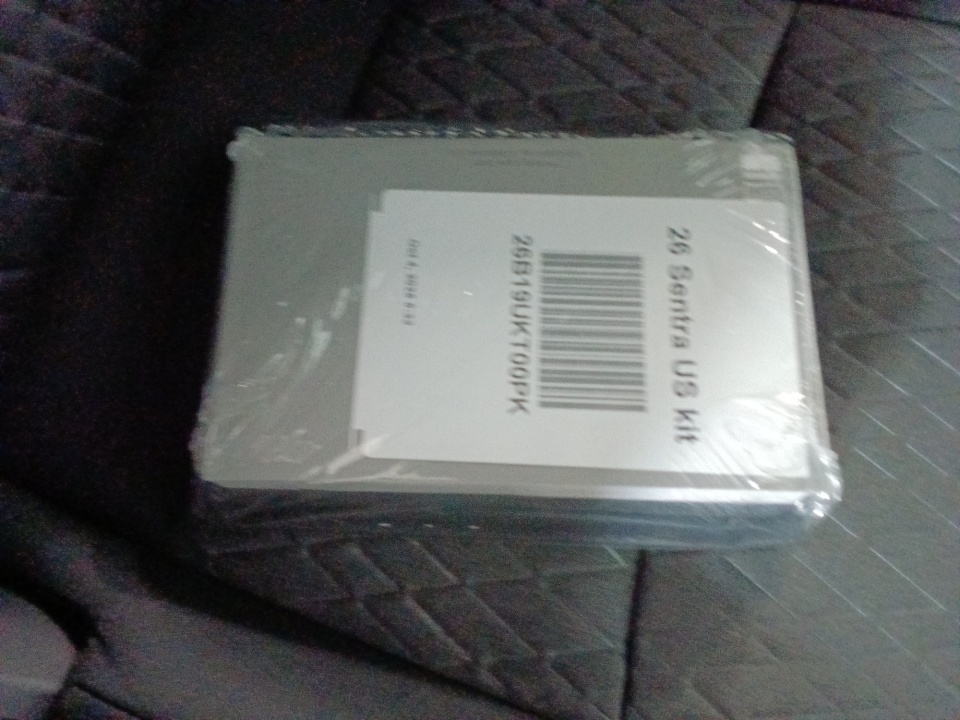 26 Sentra US kit
26B19UKT00PK